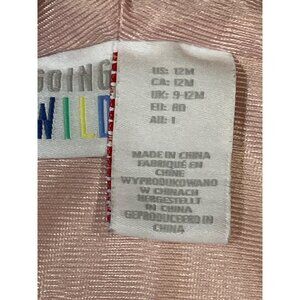 GOING
WILD
US: 12M
CA: 12M
UK: 9-12M
EU: 80
AU: 1
MADE IN CHINA
FABRIQUÉ EN
CHINE
WYPRODUKOWANO
W CHINACH
HERGESTELLT
IN CHINA
GEPRODUCEERD IN
CHINA